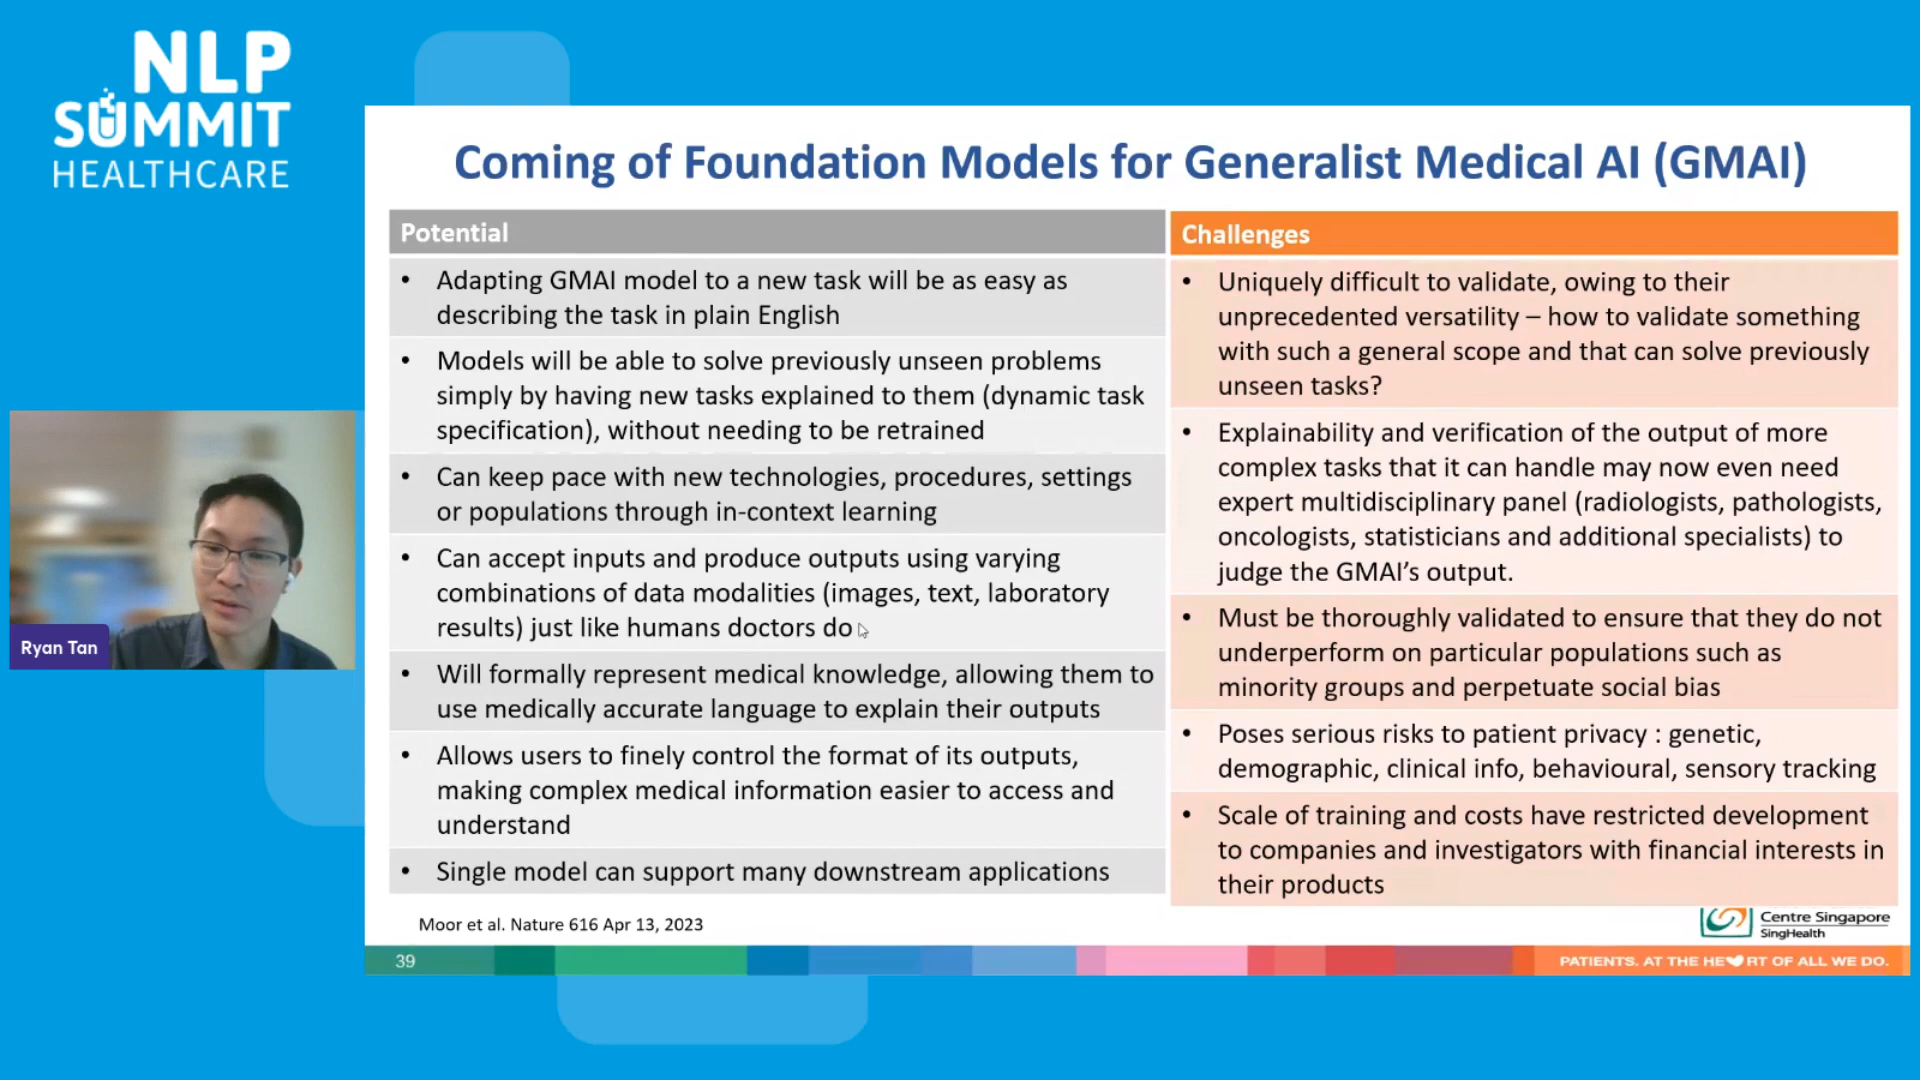 NLP
SUMMIT
HEALTHCARE
Coming of Foundation Models for Generalist Medical AI (GMAI)
Potential
• Adapting GMAI model to a new task will be as easy as
describing the task in plain English
• Models will be able to solve previously unseen problems
simply by having new tasks explained to them (dynamic task
specification), without needing to be retrained
• Can keep pace with new technologies, procedures, settings
or populations through in-context learning
• Can accept inputs and produce outputs using varying
combinations of data modalities (images, text, laboratory
results) just like humans doctors do
• Will formally represent medical knowledge, allowing them to
use medically accurate language to explain their outputs
• Allows users to finely control the format of its outputs,
making complex medical information easier to access and
understand
• Single model can support many downstream applications
Challenges
• Uniquely difficult to validate, owing to their
unprecedented versatility – how to validate something
with such a general scope and that can solve previously
unseen tasks?
• Explainability and verification of the output of more
complex tasks that it can handle may now even need
expert multidisciplinary panel (radiologists, pathologists,
oncologists, statisticians and additional specialists) to
judge the GMAI’s output.
• Must be thoroughly validated to ensure that they do not
underperform on particular populations such as
minority groups and perpetuate social bias
• Poses serious risks to patient privacy : genetic,
demographic, clinical info, behavioural, sensory tracking
• Scale of training and costs have restricted development
to companies and investigators with financial interests in
their products
Ryan Tan
Moor et al. Nature 616 Apr 13, 2023
Centre Singapore
SingHealth
39
PATIENTS. AT THE HE RT OF ALL WE DO.